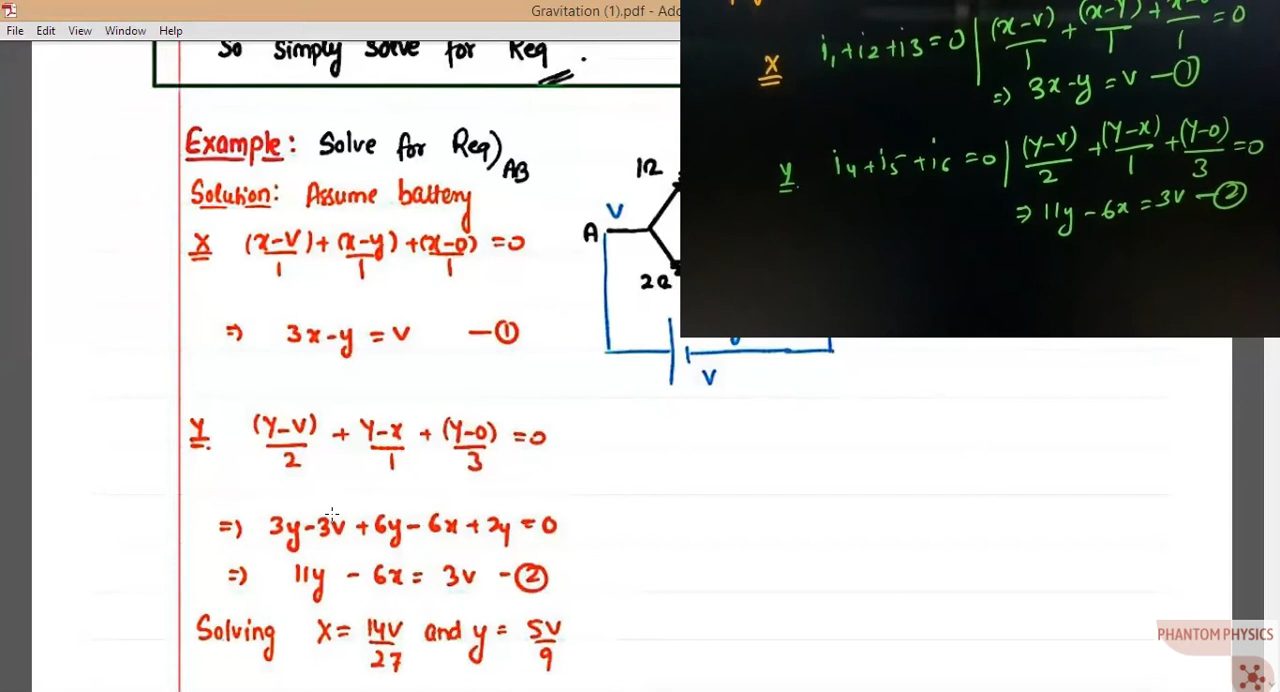 Gravitation (1).pdf - Ado
File Edit View Window Help
So simply solve for Req.
Example: Solve for Req)AB
Solution: Assume battery
x (x-V)/1 + (x-y)/1 + (x-0)/1 = 0
⇒ 3x-y = V —①
Y (Y-V)/2 + Y-x/1 + (Y-0)/3 = 0
⇒ 3y-3V+6y-6x+2y=0
⇒ 11y - 6x = 3V -②
Solving x = 14V/27 and y = 5V/9
1Ω
V
A
2Ω
V
x i1+i2+i3=0 | (x-V)/1 + (x-Y)/1 + /1 =0
⇒ 3x-y = V —①
y i4+i5+i6=0 | (Y-V)/2 + (Y-x)/1 + (Y-0)/3 =0
⇒ 11y-6x=3V -②
PHANTOM PHYSICS